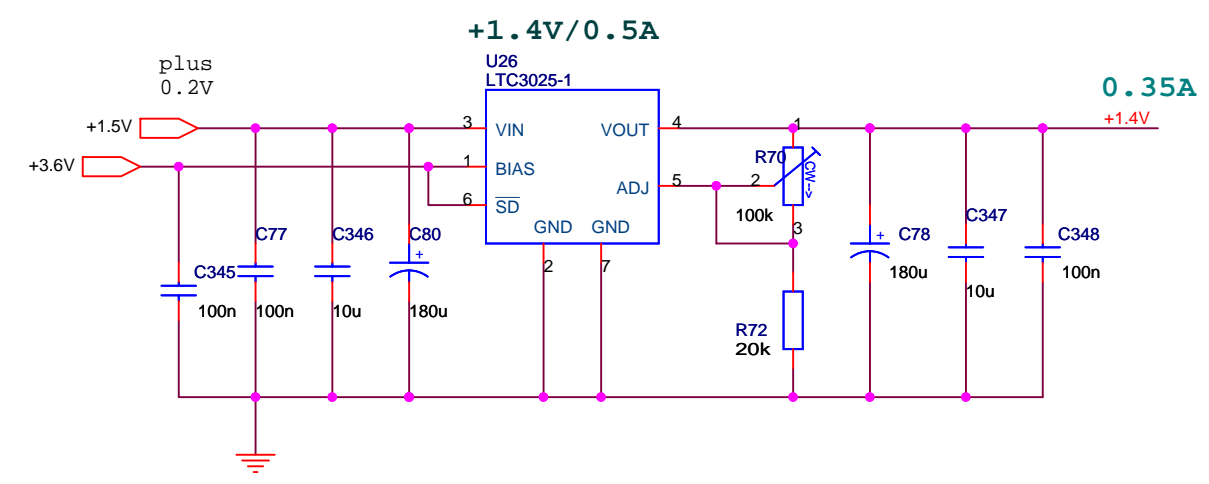 +1.4V/0.5A
U26
LTC3025-1
plus
0.2V
0.35A
+1.5V
3
VIN
VOUT
4
1
+1.4V
+3.6V
1
BIAS
R70
CW-->
6
SD
ADJ
5
2
100k
GND
GND
3
2
7
C345
100n
C77
100n
C346
10u
C80
+
180u
C78
+
180u
C347
10u
C348
100n
R72
20k